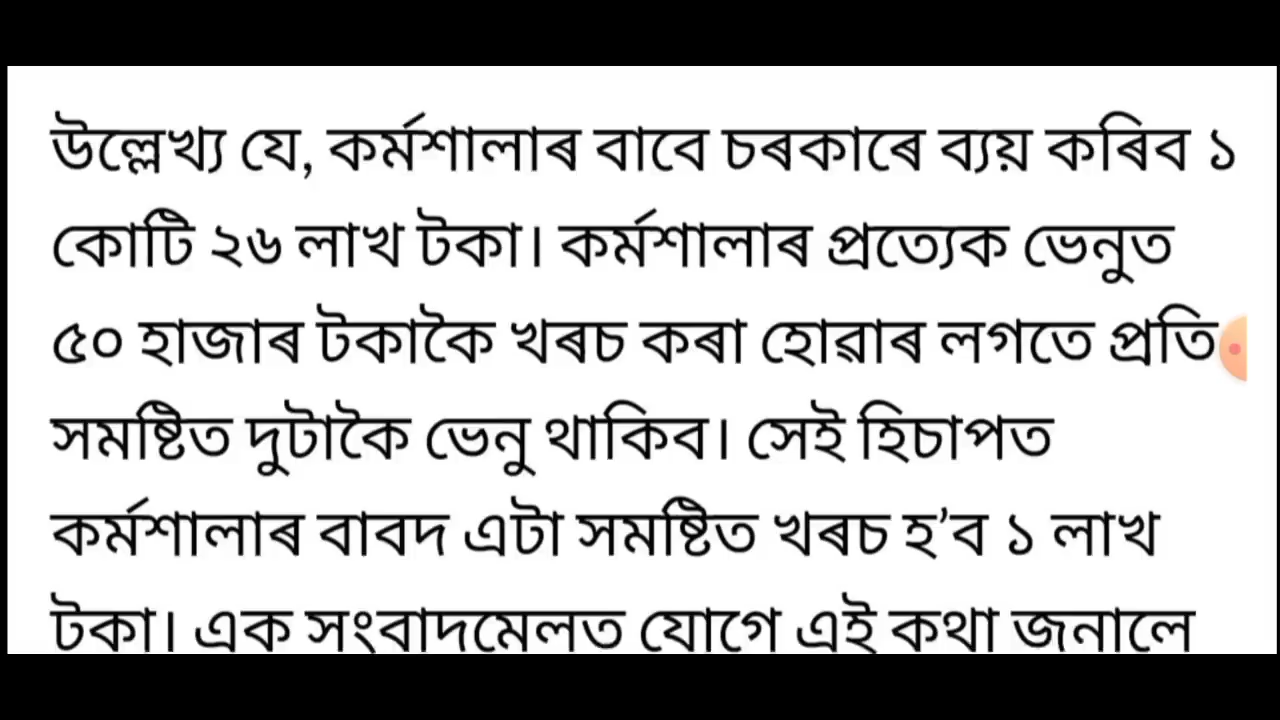 উল্লেখ্য যে, কৰ্মশালাৰ বাবে চৰকাৰে ব্যয় কৰিব ১
কোটি ২৬ লাখ টকা। কৰ্মশালাৰ প্ৰত্যেক ভেনুত
৫০ হাজাৰ টকাকৈ খৰচ কৰা হোৱাৰ লগতে প্ৰতি
সমষ্টিত দুটাকৈ ভেনু থাকিব। সেই হিচাপত
কৰ্মশালাৰ বাবদ এটা সমষ্টিত খৰচ হ’ব ১ লাখ
টকা। এক সংবাদমেলত যোগে এই কথা জনালে